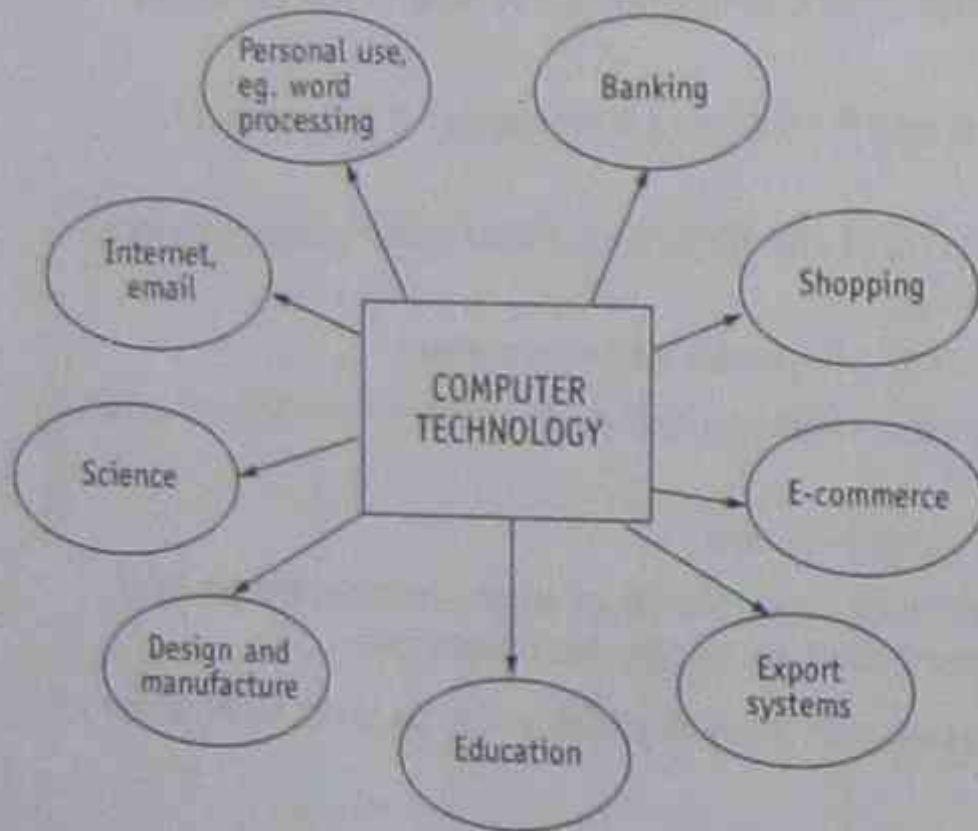 Personal use,
eg. word
processing
Banking
Internet,
email
Shopping
COMPUTER
TECHNOLOGY
Science
E-commerce
Design and
manufacture
Export
systems
Education